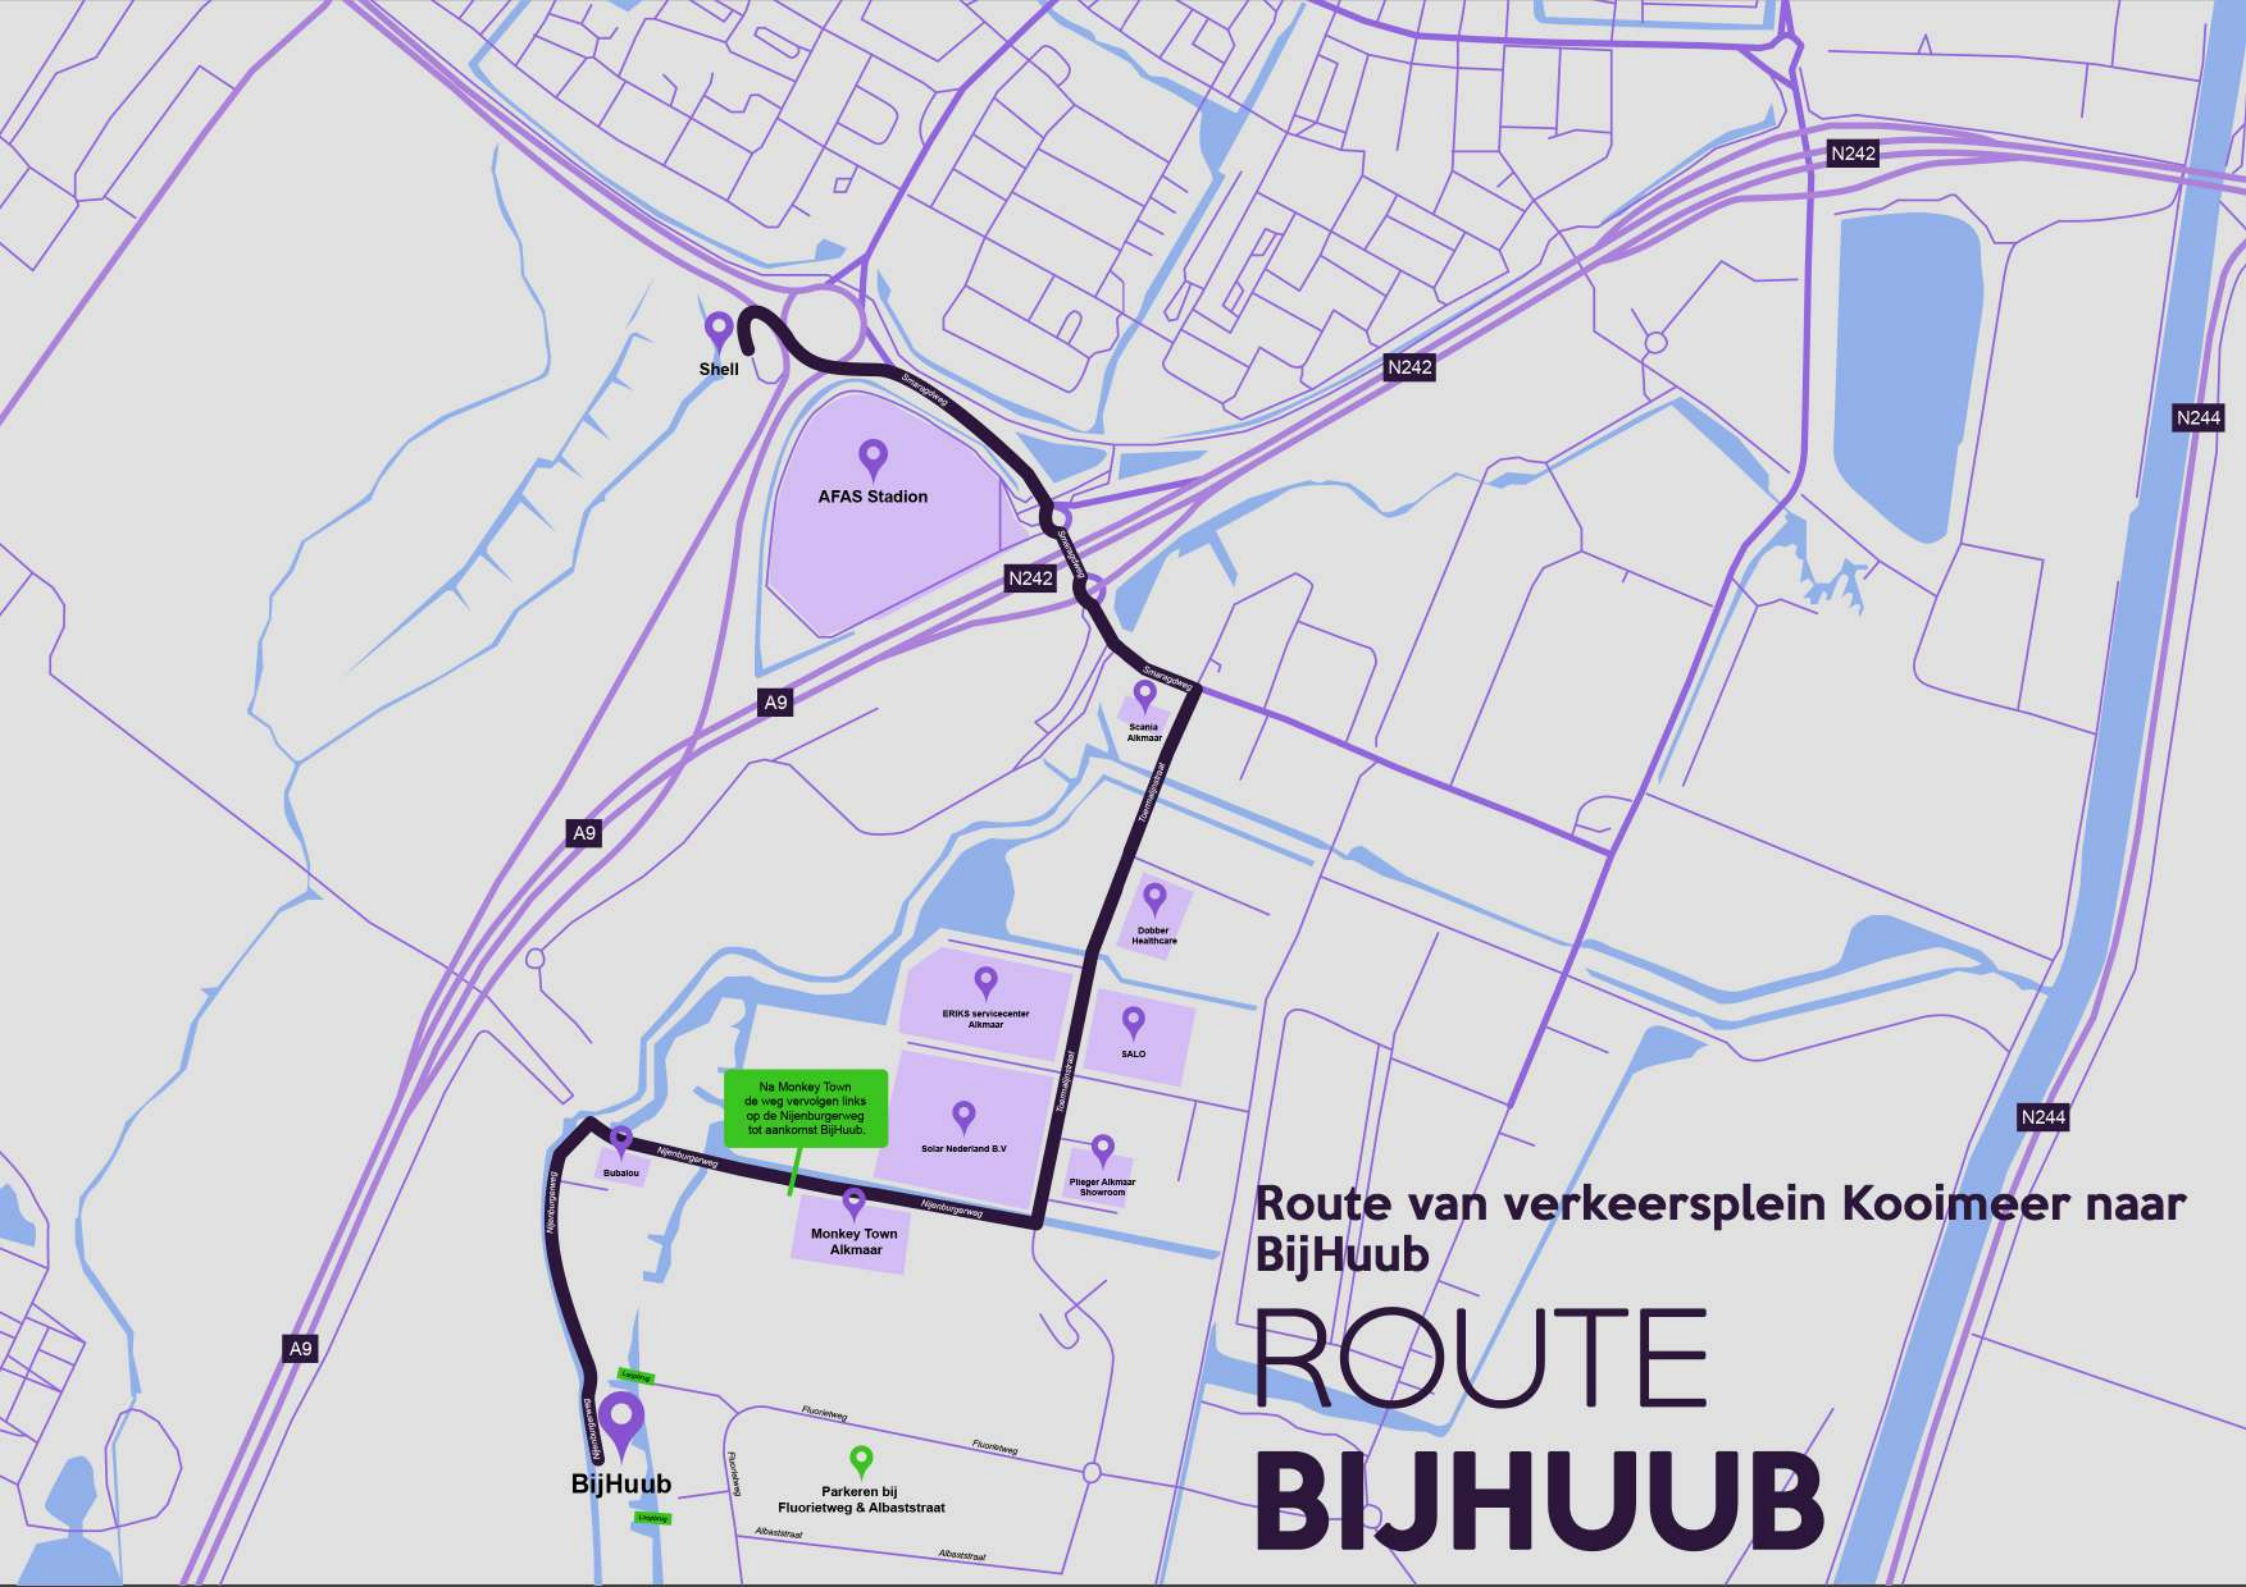 N242
Shell
N242
Smaragdweg
N244
AFAS Stadion
Smaragdweg
N242
Smaragdweg
A9
Scania
Alkmaar
Toermalijnstraat
A9
Dobber
Healthcare
ERIKS servicecenter
Alkmaar
SALO
Toermalijnstraat
Na Monkey Town
de weg vervolgen links
op de Nijenburgerweg
tot aankomst BijHuub.
Solar Nederland B.V
N244
Bubalou
Nijenburgerweg
Plieger Alkmaar
Showroom
Nijenburgerweg
Nijenburgerweg
Monkey Town
Alkmaar
Route van verkeersplein Kooimeer naar
BijHuub
A9
ROUTE
BIJHUUB
Nijenburgerweg
Fluorietweg
Fluorietweg
Fluorietweg
BijHuub
Parkeren bij
Fluorietweg & Albaststraat
Albaststraat
Albaststraat